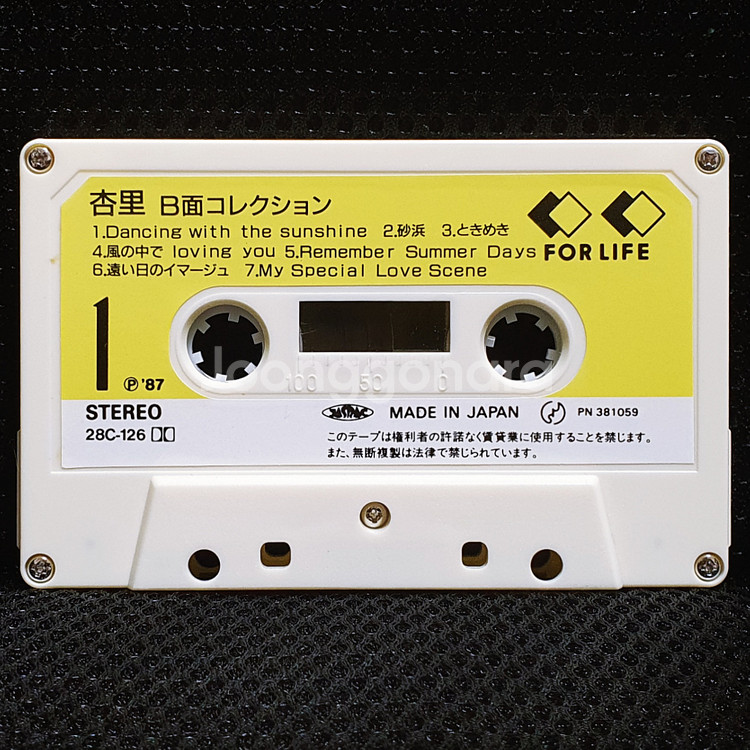 杏里 B面コレクション
1.Dancing with the sunshine 2.砂浜 3.ときめき
4.風の中で loving you 5.Remember Summer Days
6.遠い日のイマージュ 7.My Special Love Scene
FOR LIFE
1
Ⓟ '87
100 50 0
joonggonara
STEREO
28C-126
JASRAC MADE IN JAPAN PN 381059
このテープは権利者の許諾なく賃貸業に使用することを禁じます。
また、無断複製は法律で禁じられています。